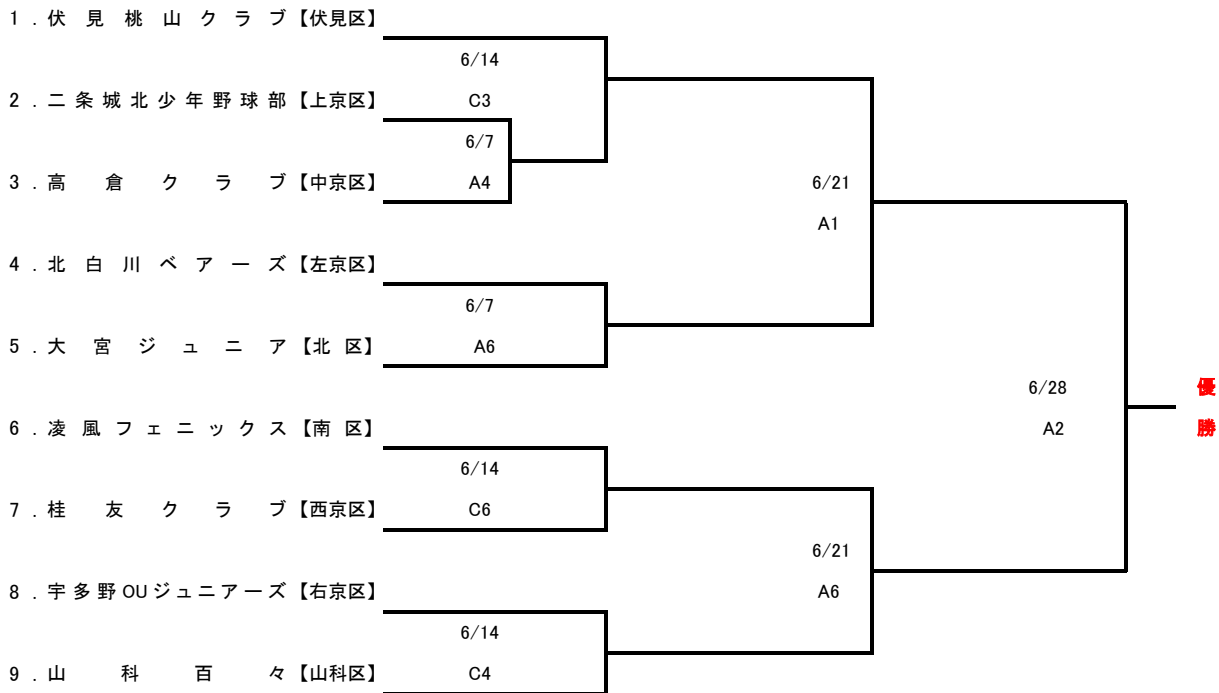 1．伏見桃山クラブ【伏見区】
6/14
2．二条城北少年野球部【上京区】 C3
6/7
3．高倉クラブ【中京区】 A4 6/21
A1
4．北白川ベアーズ【左京区】
6/7
5．大宮ジュニア【北 区】 A6
6/28 優
6．凌風フェニックス【南 区】 A2 勝
6/14
7．桂友クラブ【西京区】 C6
6/21
8．宇多野OUジュニアーズ【右京区】 A6
6/14
9．山科百々【山科区】 C4